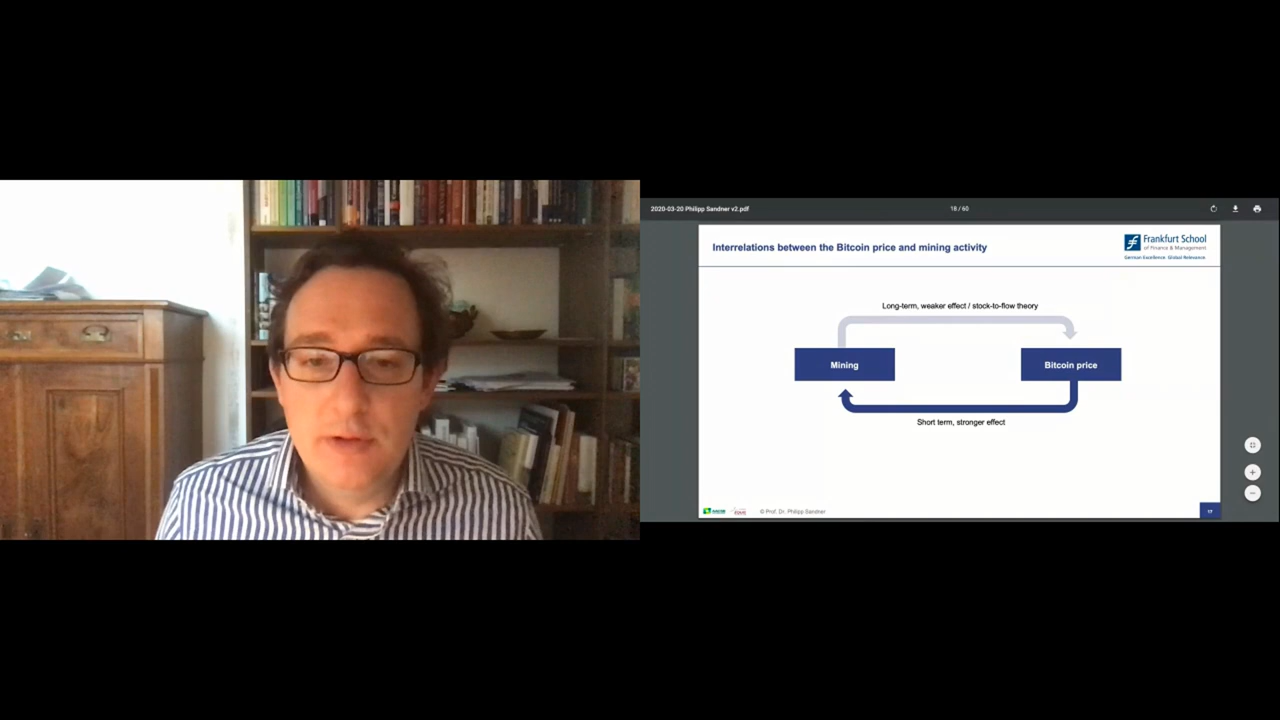 2020-03-20 Philipp Sandner v2.pdf
18 / 60
Interrelations between the Bitcoin price and mining activity
Frankfurt School
of Finance & Management
German Excellence. Global Relevance.
Long-term, weaker effect / stock-to-flow theory
Mining
Bitcoin price
Short term, stronger effect
© Prof. Dr. Philipp Sandner
17